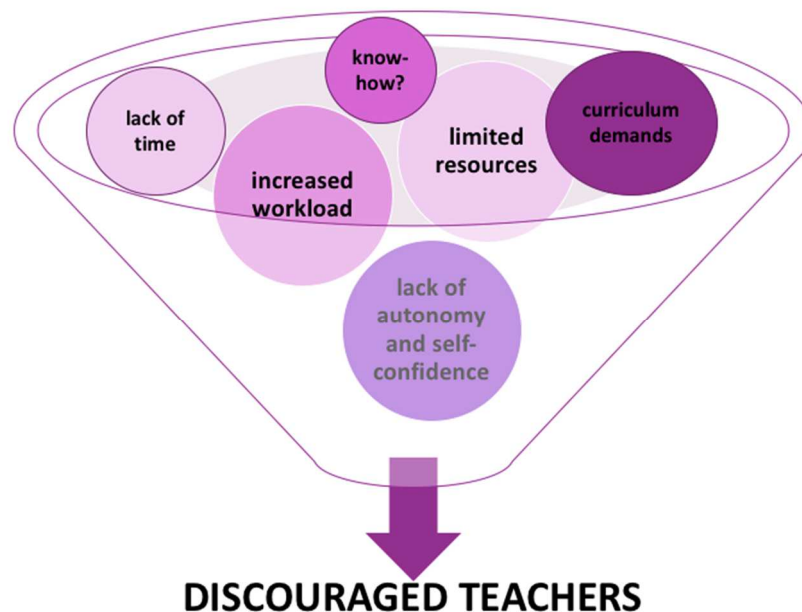 know-
how?
lack of
time
increased
workload
limited
resources
curriculum
demands
lack of
autonomy
and self-
confidence
DISCOURAGED TEACHERS